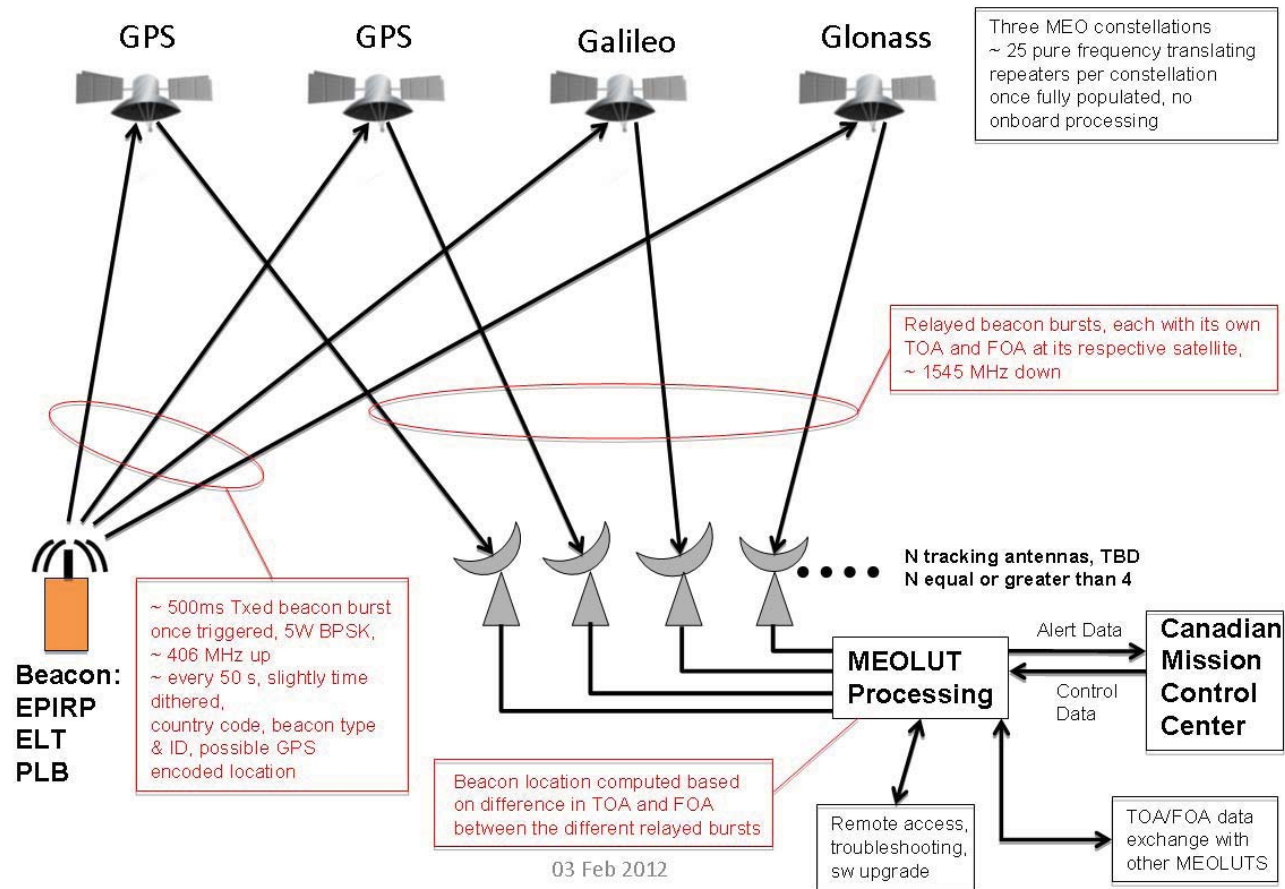 GPS
GPS
Galileo
Glonass
Three MEO constellations
~ 25 pure frequency translating
repeaters per constellation
once fully populated, no
onboard processing
Relayed beacon bursts, each with its own
TOA and FOA at its respective satellite,
~ 1545 MHz down
N tracking antennas, TBD
N equal or greater than 4
~ 500ms Txed beacon burst
once triggered, 5W BPSK,
~ 406 MHz up
~ every 50 s, slightly time
dithered,
country code, beacon type
& ID, possible GPS
encoded location
Beacon:
EPIRP
ELT
PLB
MEOLUT
Processing
Alert Data
Control
Data
Canadian
Mission
Control
Center
Beacon location computed based
on difference in TOA and FOA
between the different relayed bursts
Remote access,
troubleshooting,
sw upgrade
TOA/FOA data
exchange with
other MEOLUTS
03 Feb 2012